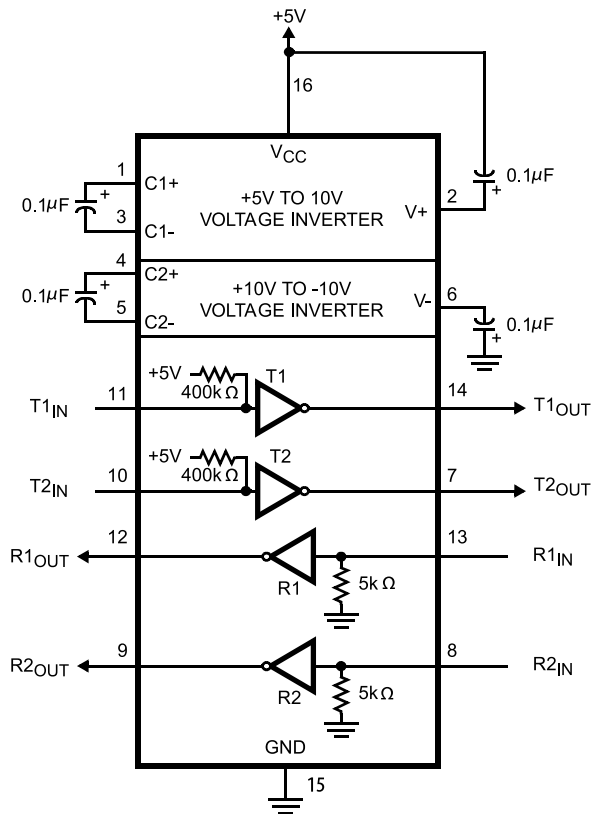 +5V
16
VCC
1
C1+
0.1µF
+
3
C1-
+5V TO 10V
VOLTAGE INVERTER
V+
2
+
0.1µF
4
C2+
0.1µF
+
5
C2-
+10V TO -10V
VOLTAGE INVERTER
V-
6
+
0.1µF
+5V
400kΩ
T1
T1IN
11
14
T1OUT
+5V
400kΩ
T2
T2IN
10
7
T2OUT
R1OUT
12
R1
5kΩ
13
R1IN
R2OUT
9
R2
5kΩ
8
R2IN
GND
15